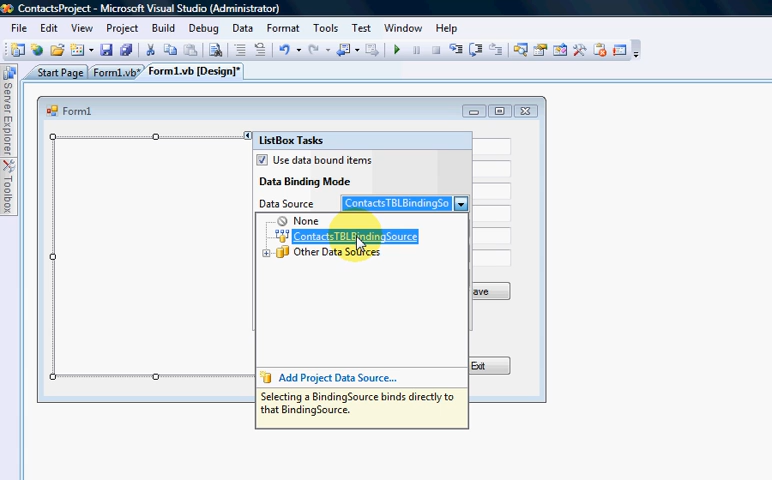 ContactsProject - Microsoft Visual Studio (Administrator)
File Edit View Project Build Debug Data Format Tools Test Window Help
Start Page Form1.vb* Form1.vb [Design]*
Server Explorer
Toolbox
Form1
ListBox Tasks
Use data bound items
Data Binding Mode
Data Source ContactsTBLBindingSo
None
ContactsTBLBindingSource
Other Data Sources
ave
Exit
Add Project Data Source...
Selecting a BindingSource binds directly to
that BindingSource.